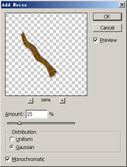 Add Noise
OK
Cancel
Preview
100%
Amount: 15 %
Distribution
Uniform
Gaussian
Monochromatic